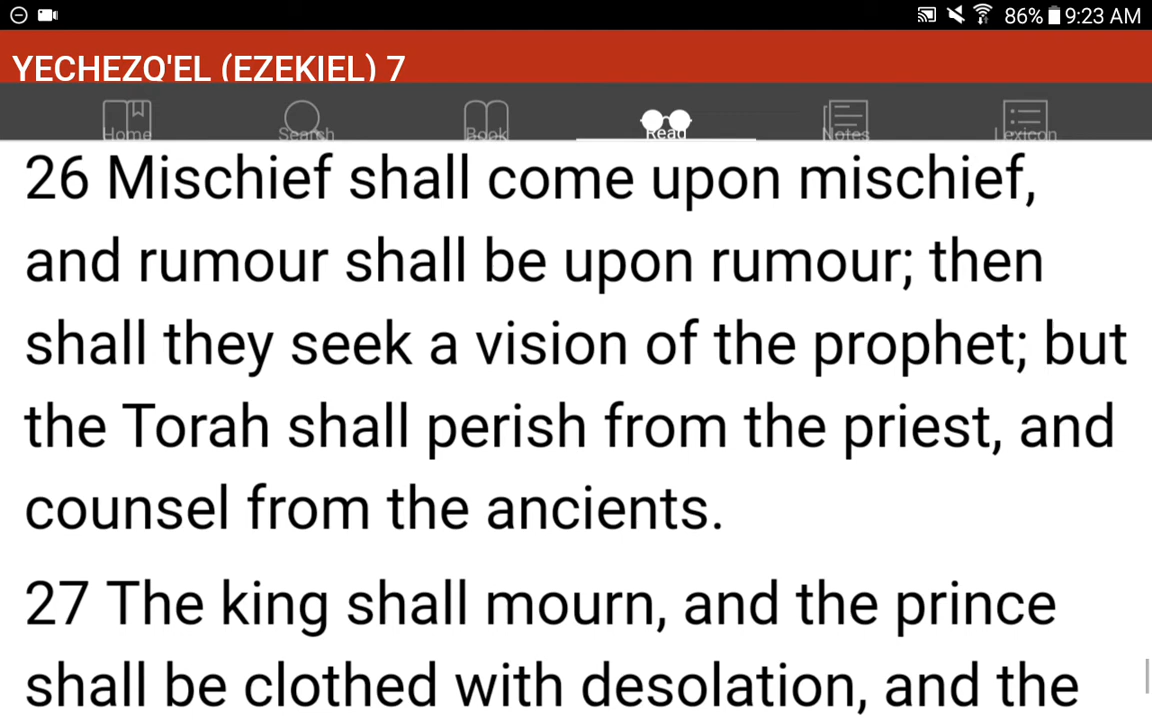 86% 9:23 AM
YECHEZQ'EL (EZEKIEL) 7
Home Search Book Read Notes Lexicon
26 Mischief shall come upon mischief,
and rumour shall be upon rumour; then
shall they seek a vision of the prophet; but
the Torah shall perish from the priest, and
counsel from the ancients.
27 The king shall mourn, and the prince
shall be clothed with desolation, and the